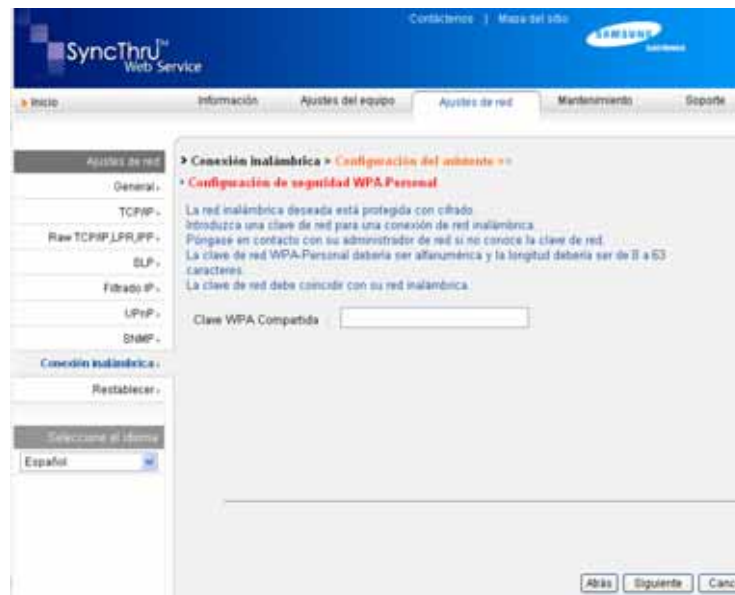 Contáctenos | Mapa del sitio
SAMSUNG
SyncThru™
Web Service
Inicio
Información
Ajustes del equipo
Ajustes de red
Mantenimiento
Soporte
Ajustes de red
General
TCP/IP
Raw TCP/IP,LPR,IPP
SLP
Filtrado IP
UPnP
SNMP
Conexión inalámbrica
Restablecer
Seleccione el idioma
Español
> Conexión inalámbrica > Configuración del asistente >>
Configuración de seguridad WPA Personal
La red inalámbrica deseada está protegida con cifrado.
Introduzca una clave de red para una conexión de red inalámbrica.
Póngase en contacto con su administrador de red si no conoce la clave de red.
La clave de red WPA-Personal debería ser alfanumérica y la longitud debería ser de 8 a 63
caracteres.
La clave de red debe coincidir con su red inalámbrica.
Clave WPA Compartida
Atrás
Siguiente
Canc